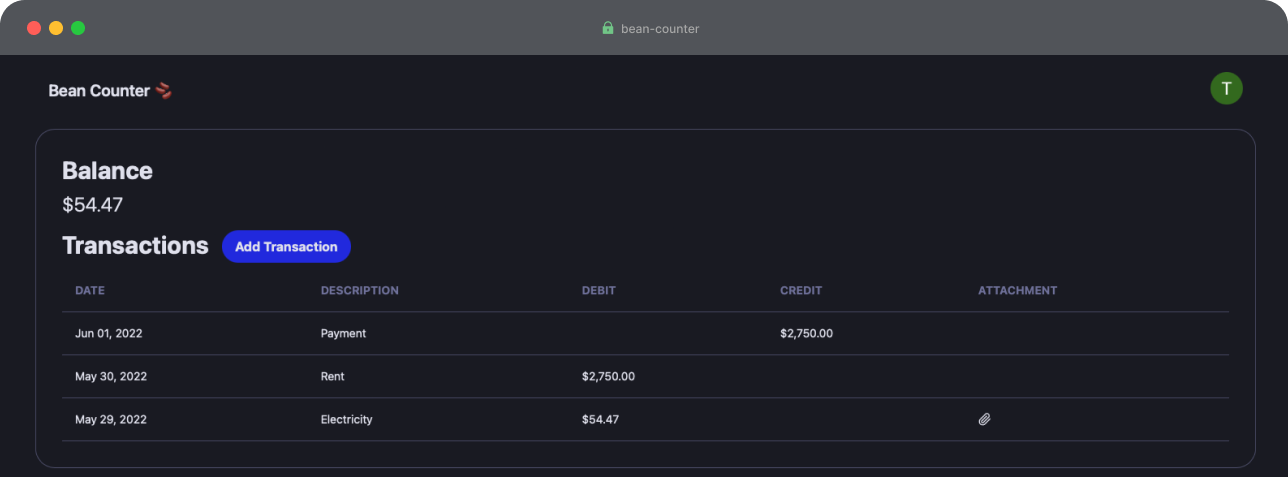 bean-counter
Bean Counter
T
Balance
$54.47
Transactions Add Transaction
DATE DESCRIPTION DEBIT CREDIT ATTACHMENT
Jun 01, 2022 Payment $2,750.00
May 30, 2022 Rent $2,750.00
May 29, 2022 Electricity $54.47